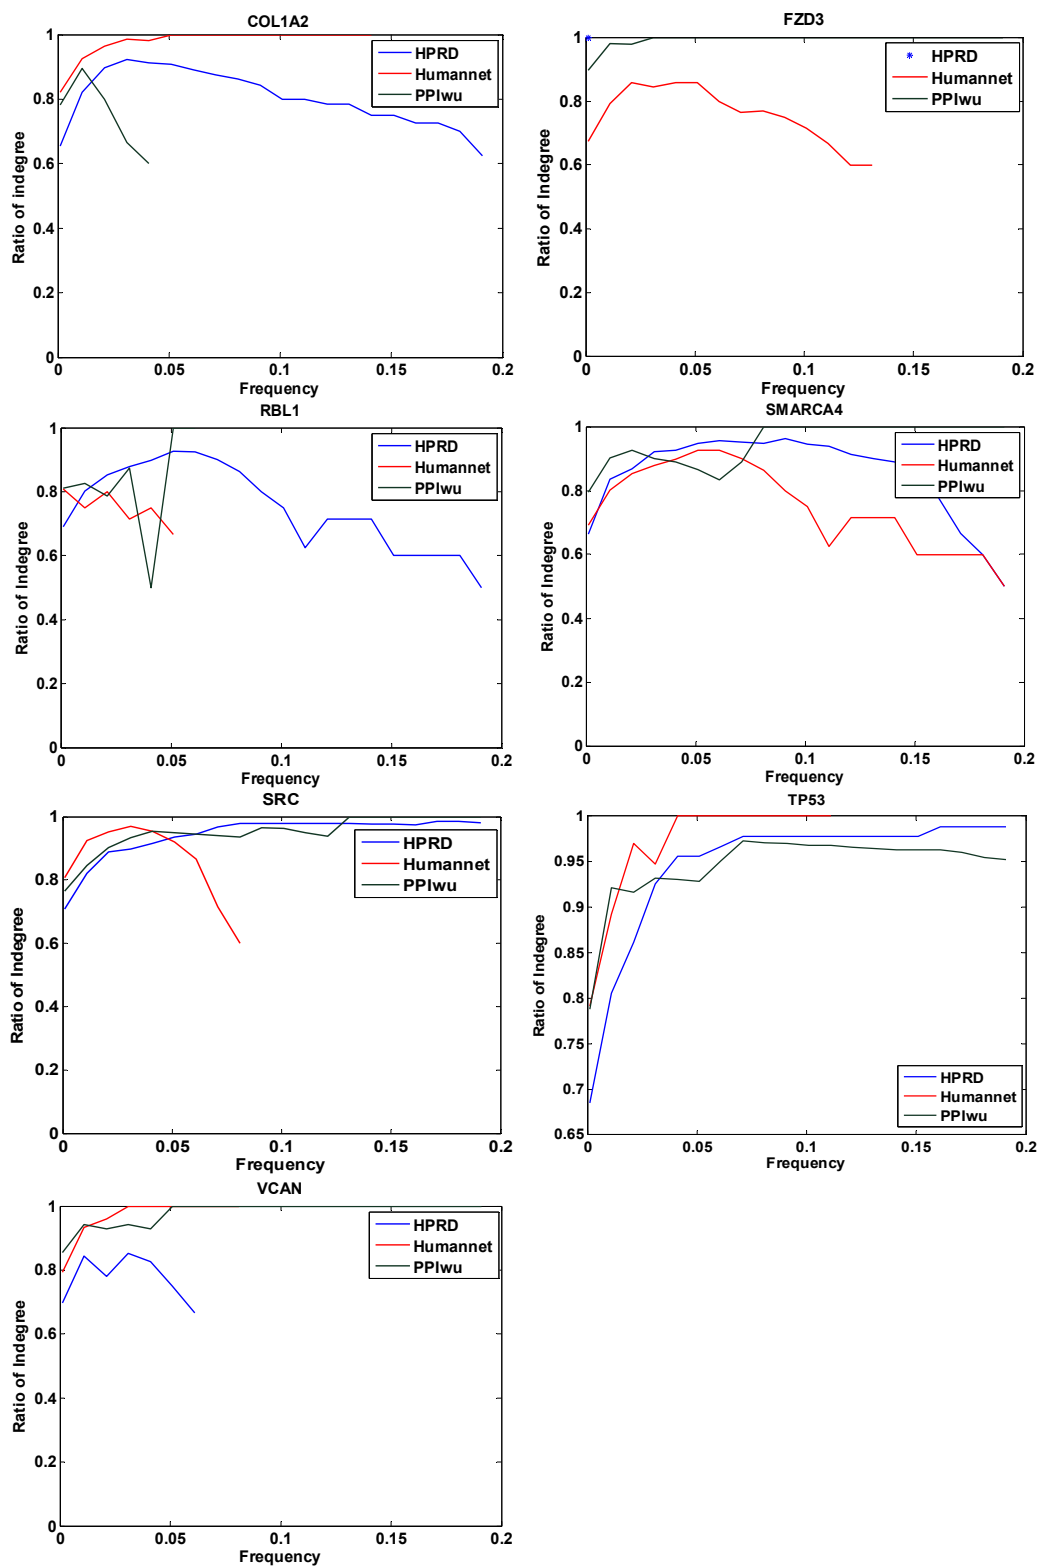 COL1A2
1
0.8
0.6
0.4
0.2
0
Ratio of indegree
HPRD
Humannet
PPIwu
0 0.05 0.1 0.15 0.2
Frequency
FZD3
1
0.8
0.6
0.4
0.2
0
Ratio of Indegree
HPRD
Humannet
PPIwu
0 0.05 0.1 0.15 0.2
Frequency
RBL1
1
0.8
0.6
0.4
0.2
0
Ratio of Indegree
HPRD
Humannet
PPIwu
0 0.05 0.1 0.15 0.2
Frequency
SMARCA4
1
0.8
0.6
0.4
0.2
0
Ratio of Indegree
HPRD
Humannet
PPIwu
0 0.05 0.1 0.15 0.2
Frequency
SRC
1
0.8
0.6
0.4
0.2
0
Ratio of Indegree
HPRD
Humannet
PPIwu
0 0.05 0.1 0.15 0.2
Frequency
TP53
1
0.95
0.9
0.85
0.8
0.75
0.7
0.65
Ratio of Indegree
HPRD
Humannet
PPIwu
0 0.05 0.1 0.15 0.2
Frequency
VCAN
1
0.8
0.6
0.4
0.2
0
Ratio of Indegree
HPRD
Humannet
PPIwu
0 0.05 0.1 0.15 0.2
Frequency